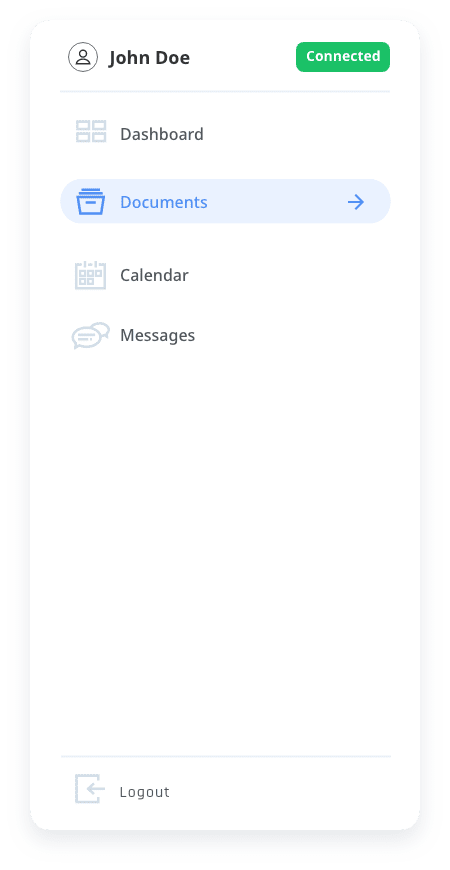 John Doe
Connected
Dashboard
Documents
Calendar
Messages
Logout